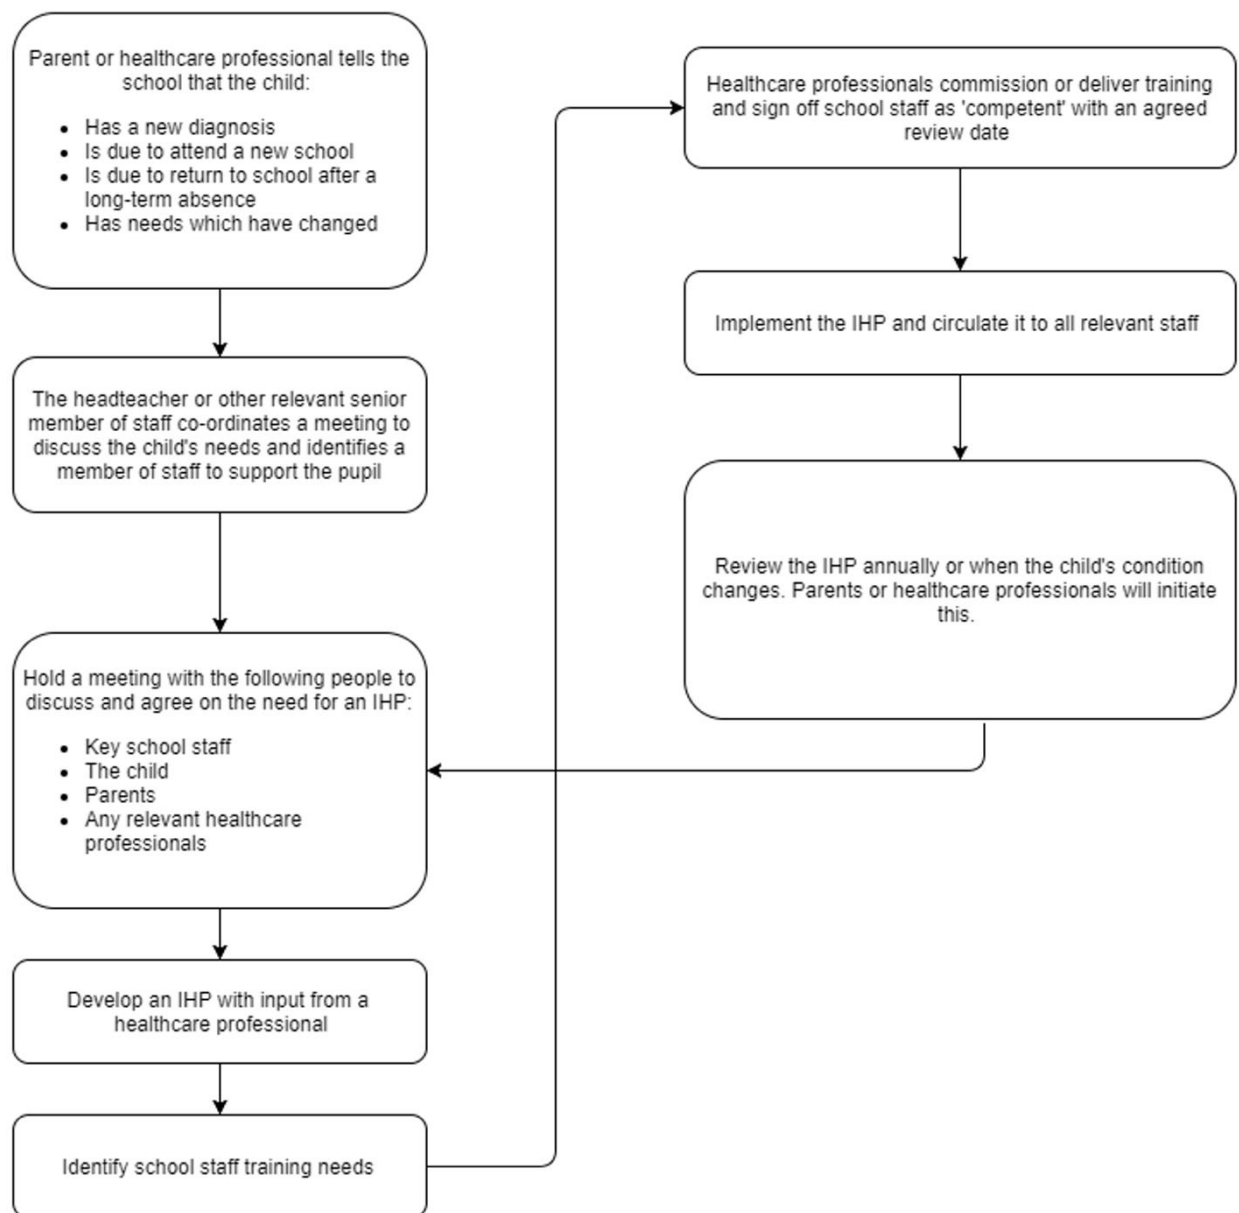 Parent or healthcare professional tells the
school that the child:
• Has a new diagnosis
• Is due to attend a new school
• Is due to return to school after a
long-term absence
• Has needs which have changed
The headteacher or other relevant senior
member of staff co-ordinates a meeting to
discuss the child's needs and identifies a
member of staff to support the pupil
Hold a meeting with the following people to
discuss and agree on the need for an IHP:
• Key school staff
• The child
• Parents
• Any relevant healthcare
professionals
Develop an IHP with input from a
healthcare professional
Identify school staff training needs
Healthcare professionals commission or deliver training
and sign off school staff as 'competent' with an agreed
review date
Implement the IHP and circulate it to all relevant staff
Review the IHP annually or when the child's condition
changes. Parents or healthcare professionals will initiate
this.